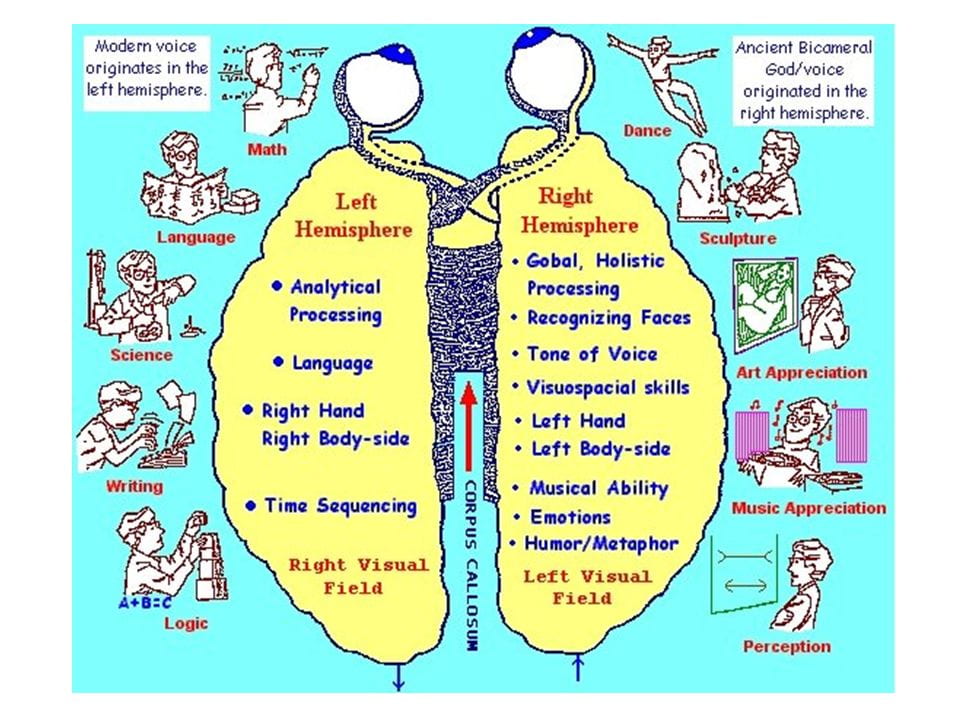 Modern voice
originates in the
left hemisphere.
Math
Language
Science
Writing
A+B=C
Logic
Left
Hemisphere
• Analytical
Processing
• Language
• Right Hand
Right Body-side
• Time Sequencing
Right Visual
Field
CORPUS CALLOSUM
Right
Hemisphere
• Gobal, Holistic
Processing
• Recognizing Faces
• Tone of Voice
• Visuospacial skills
• Left Hand
• Left Body-side
• Musical Ability
• Emotions
• Humor/Metaphor
Left Visual
Field
Ancient Bicameral
God/voice
originated in the
right hemisphere.
Dance
Sculpture
Art Appreciation
Music Appreciation
Perception